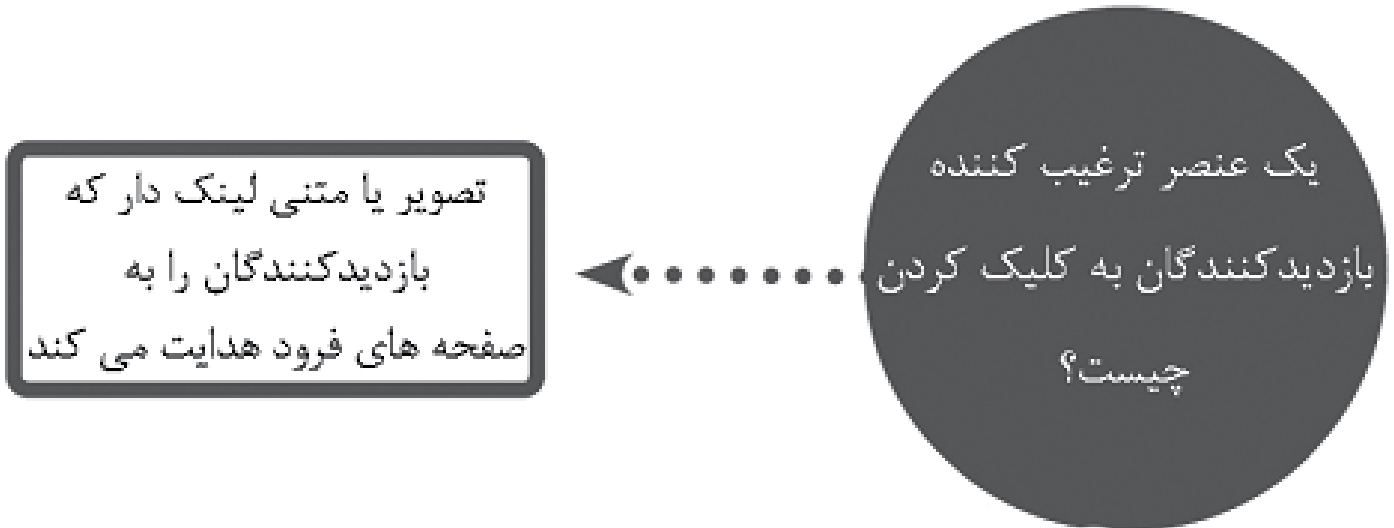 یک عنصر ترغیب کننده
بازدیدکنندگان به کلیک کردن
چیست؟
تصویر یا متنی لینک دار که
بازدیدکنندگان را به
صفحه های فرود هدایت می کند